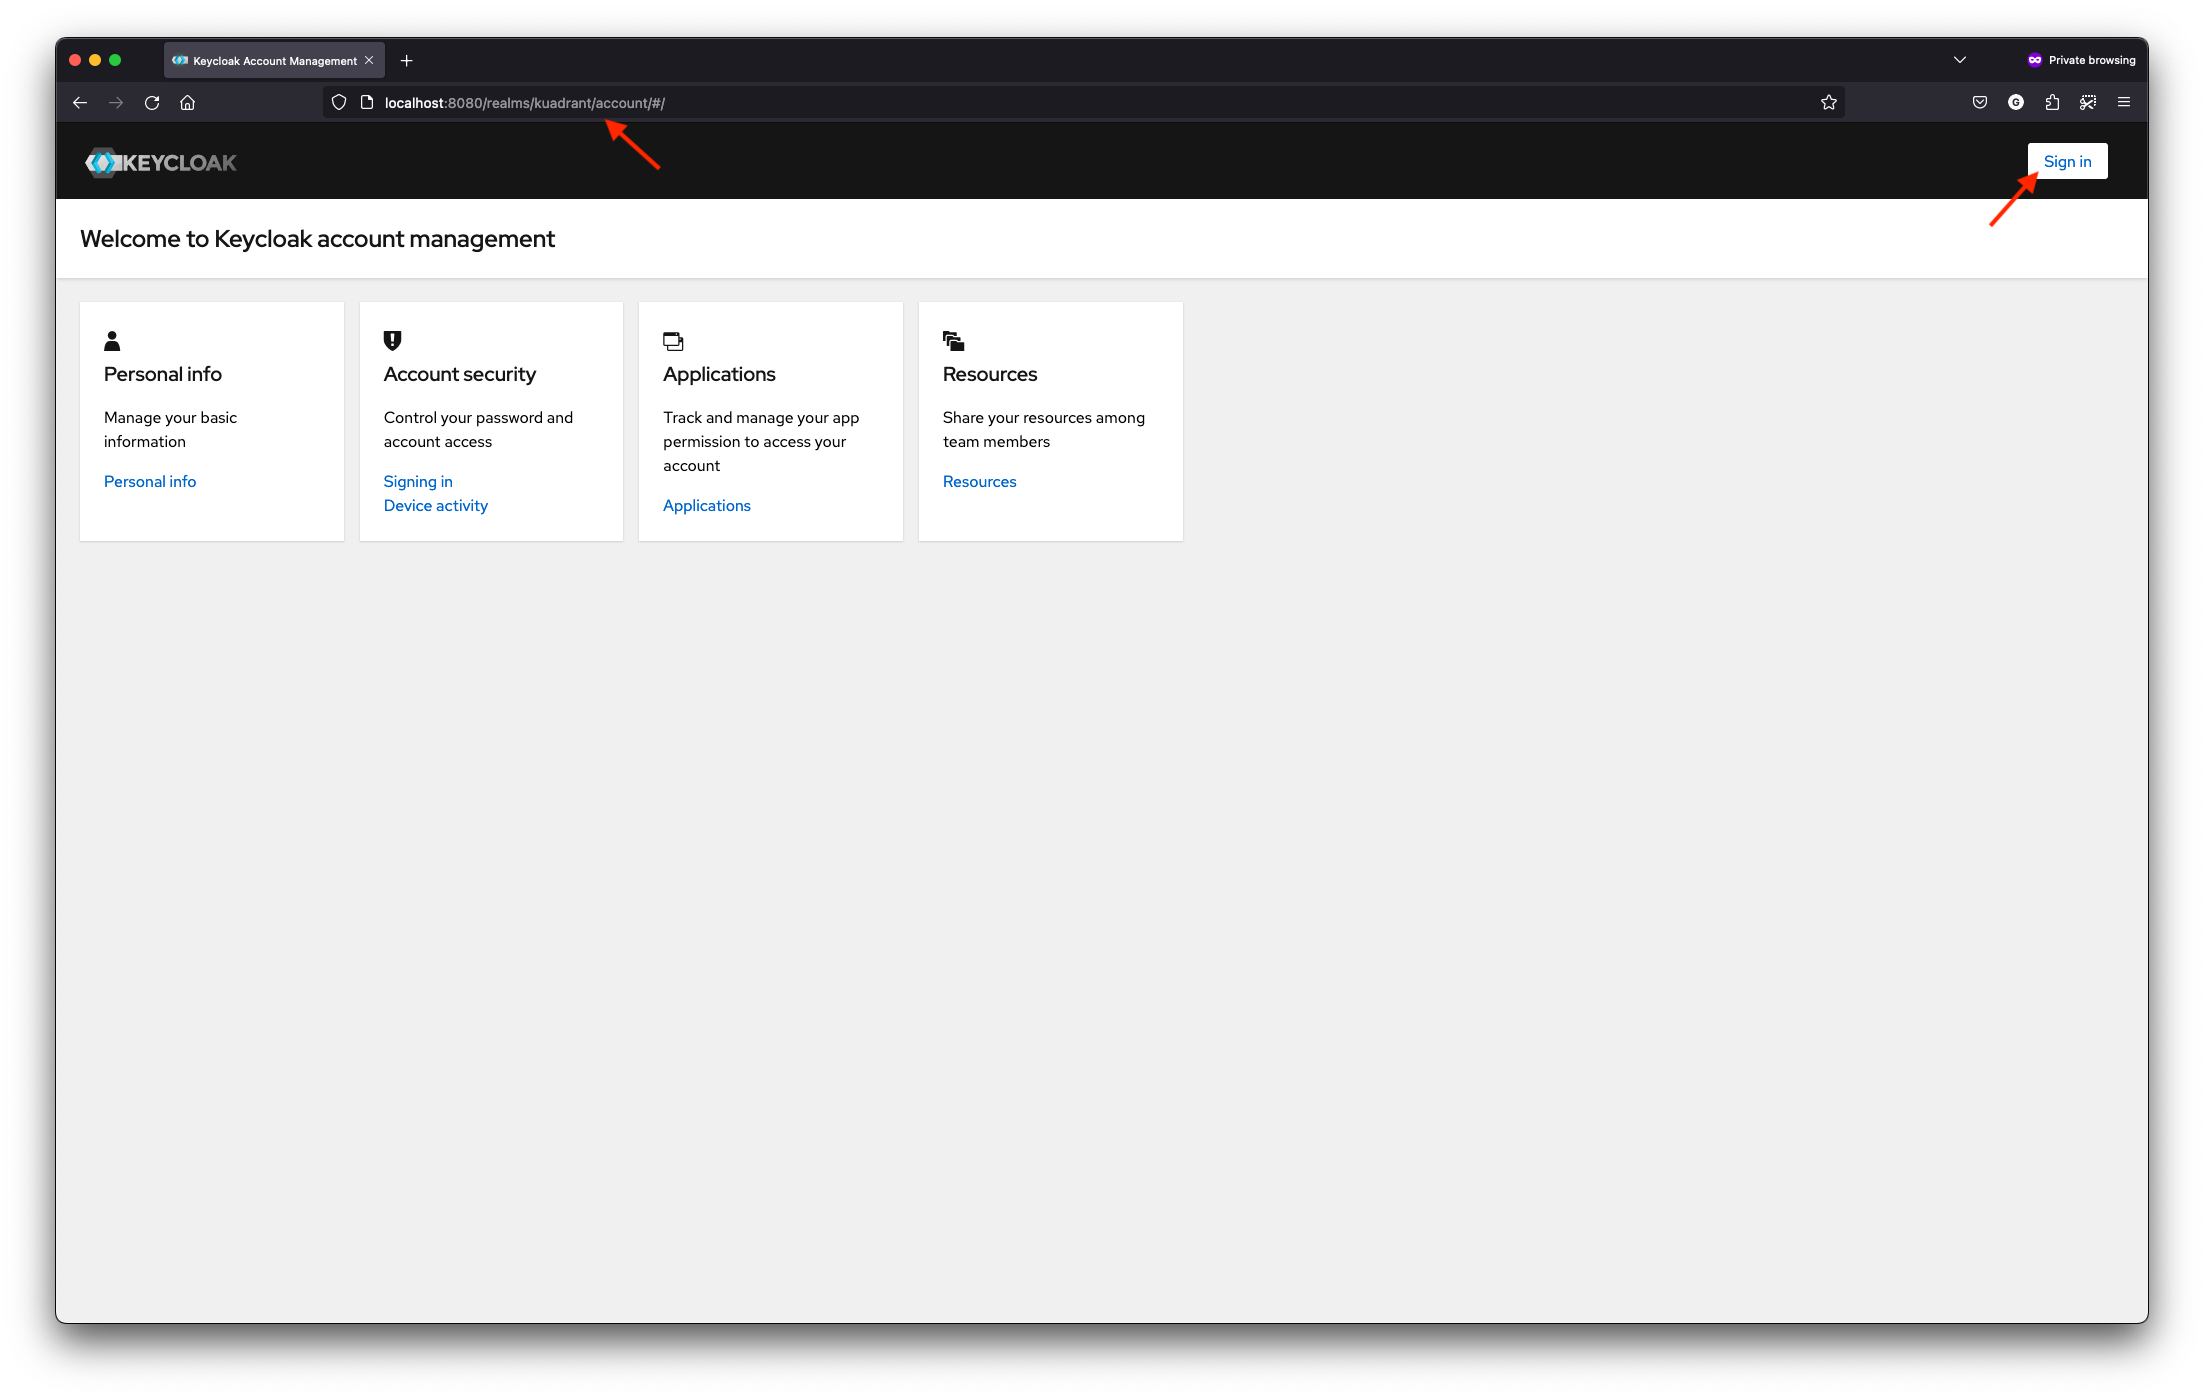 Keycloak Account Management
Private browsing
localhost:8080/realms/kuadrant/account/#/
KEYCLOAK
Sign in
Welcome to Keycloak account management
Personal info
Manage your basic
information
Personal info
Account security
Control your password and
account access
Signing in
Device activity
Applications
Track and manage your app
permission to access your
account
Applications
Resources
Share your resources among
team members
Resources